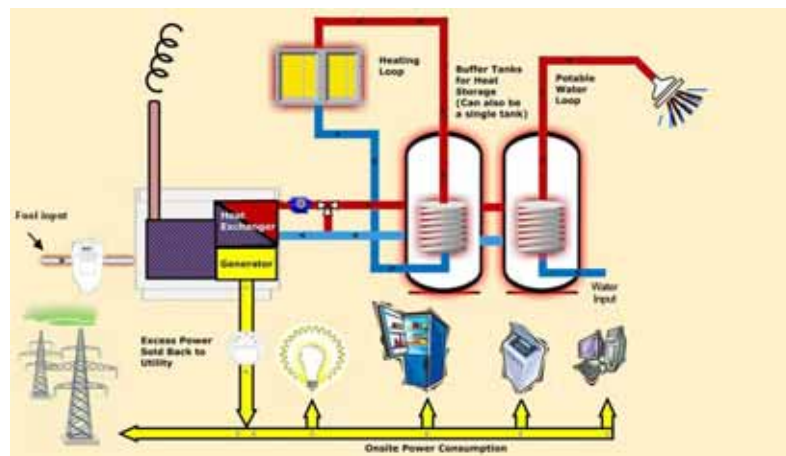 Heating
Loop
Buffer Tanks
for Heat
Storage
(Can also be
a single tank)
Potable
Water
Loop
Fuel input
Heat
Exchanger
Generator
Water
Input
Excess Power
Sold Back to
Utility
Onsite Power Consumption